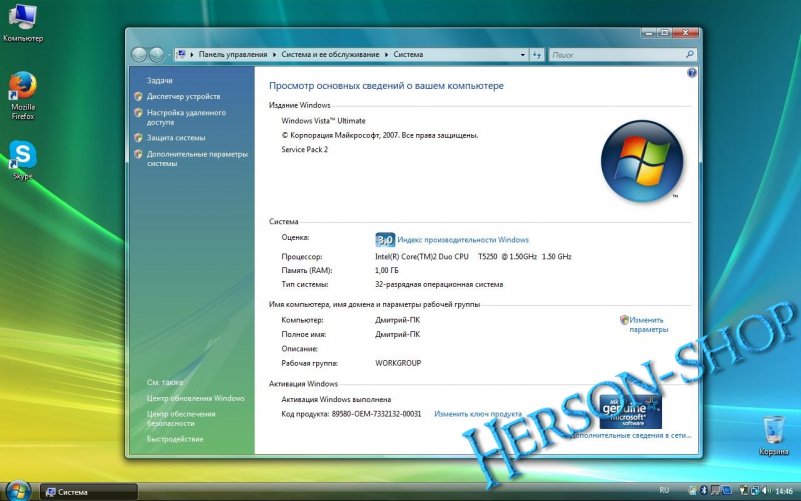 Компьютер
Mozilla
Firefox
Skype
Панель управления
Система и ее обслуживание
Система
Поиск
Задачи
Диспетчер устройств
Настройка удаленного
доступа
Защита системы
Дополнительные параметры
системы
Просмотр основных сведений о вашем компьютере
Издание Windows
Windows Vista™ Ultimate
© Корпорация Майкрософт, 2007. Все права защищены.
Service Pack 2
™
Система
Оценка: 3,0 Индекс производительности Windows
Процессор: Intel(R) Core(TM)2 Duo CPU T5250 @ 1.50GHz 1.50 GHz
Память (RAM): 1,00 ГБ
Тип системы: 32-разрядная операционная система
Имя компьютера, имя домена и параметры рабочей группы
Компьютер: Дмитрий-ПК
Изменить
параметры
Полное имя: Дмитрий-ПК
Описание:
Рабочая группа: WORKGROUP
Активация Windows
Активация Windows выполнена
Код продукта: 89580-OEM-7332132-00031 Изменить ключ продукта
ask for
genuine
Microsoft
software
Дополнительные сведения в сети...
См. также
Центр обновления Windows
Центр обеспечения
безопасности
Быстродействие
HERSON-SHOP
Корзина
Система
RU
14:46